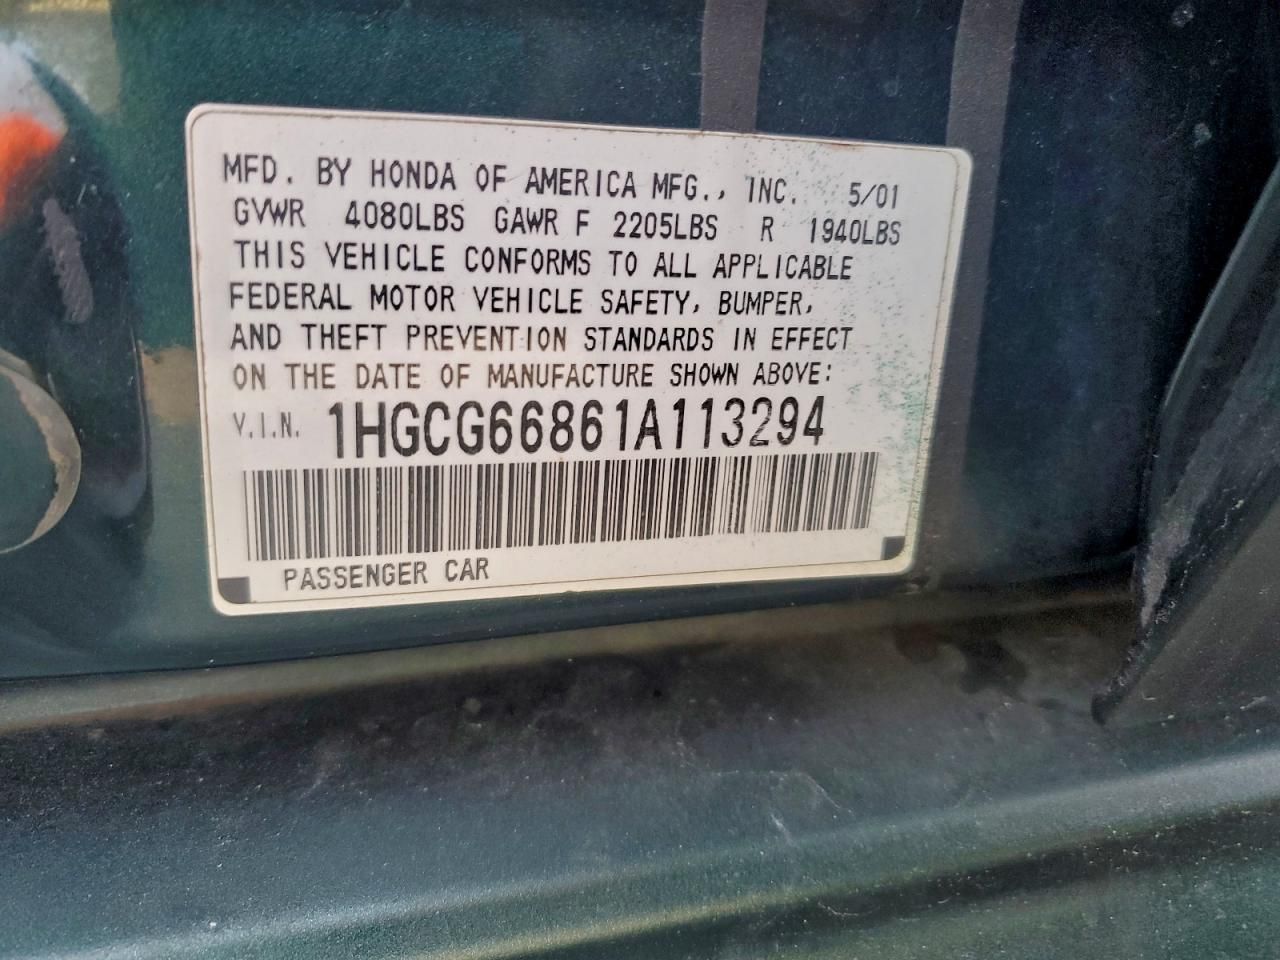 MFD. BY HONDA OF AMERICA MFG., INC. 5/01
GVWR 4080LBS GAWR F 2205LBS R 1940LBS
THIS VEHICLE CONFORMS TO ALL APPLICABLE
FEDERAL MOTOR VEHICLE SAFETY, BUMPER,
AND THEFT PREVENTION STANDARDS IN EFFECT
ON THE DATE OF MANUFACTURE SHOWN ABOVE:
V.I.N. 1HGCG66861A113294
PASSENGER CAR